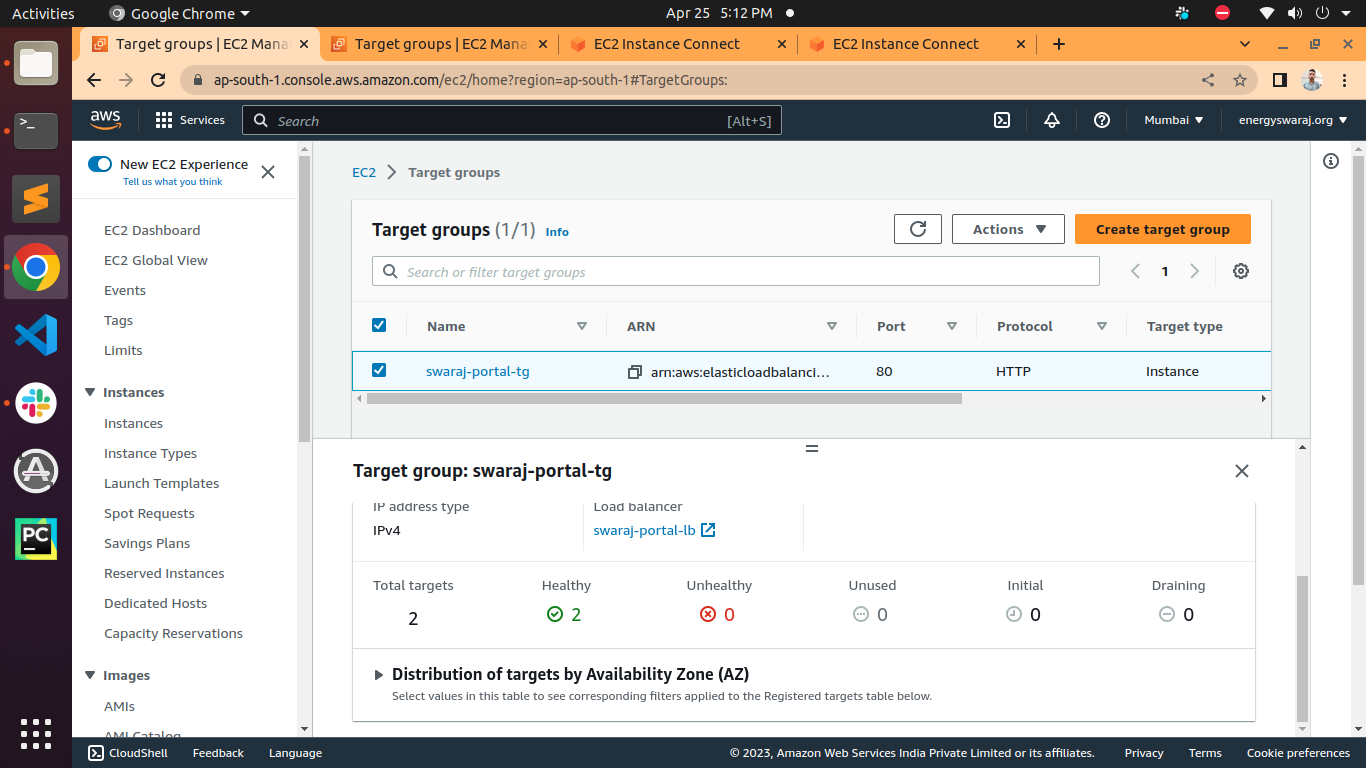 Activities
Google Chrome
Apr 25 5:12 PM
Target groups | EC2 Mana
Target groups | EC2 Mana
EC2 Instance Connect
EC2 Instance Connect
ap-south-1.console.aws.amazon.com/ec2/home?region=ap-south-1#TargetGroups:
aws
Services
Search
[Alt+S]
Mumbai
energyswaraj.org
New EC2 Experience
Tell us what you think
EC2 Dashboard
EC2 Global View
Events
Tags
Limits
Instances
Instances
Instance Types
Launch Templates
Spot Requests
Savings Plans
Reserved Instances
Dedicated Hosts
Capacity Reservations
Images
AMIs
AMI Catalog
EC2 > Target groups
Target groups (1/1) Info
Actions
Create target group
Search or filter target groups
1
Name
ARN
Port
Protocol
Target type
swaraj-portal-tg
arn:aws:elasticloadbalanci...
80
HTTP
Instance
Target group: swaraj-portal-tg
IP address type
IPv4
Load balancer
swaraj-portal-lb
Total targets
2
Healthy
2
Unhealthy
0
Unused
0
Initial
0
Draining
0
Distribution of targets by Availability Zone (AZ)
Select values in this table to see corresponding filters applied to the Registered targets table below.
PC
CloudShell
Feedback
Language
© 2023, Amazon Web Services India Private Limited or its affiliates.
Privacy
Terms
Cookie preferences